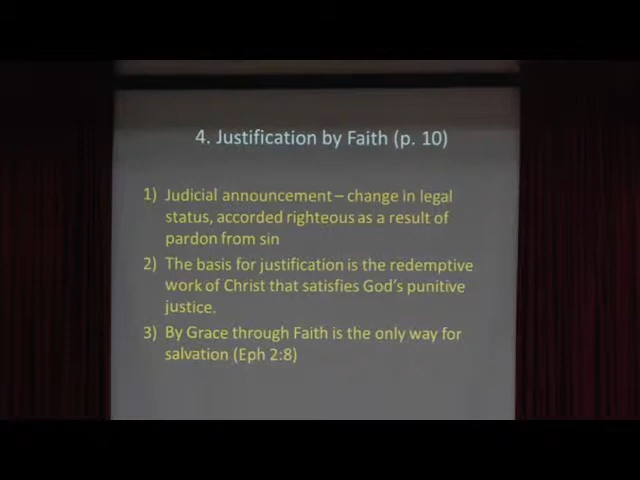 4. Justification by Faith (p. 10)
1) Judicial announcement – change in legal
status, accorded righteous as a result of
pardon from sin
2) The basis for justification is the redemptive
work of Christ that satisfies God's punitive
justice.
3) By Grace through Faith is the only way for
salvation (Eph 2:8)